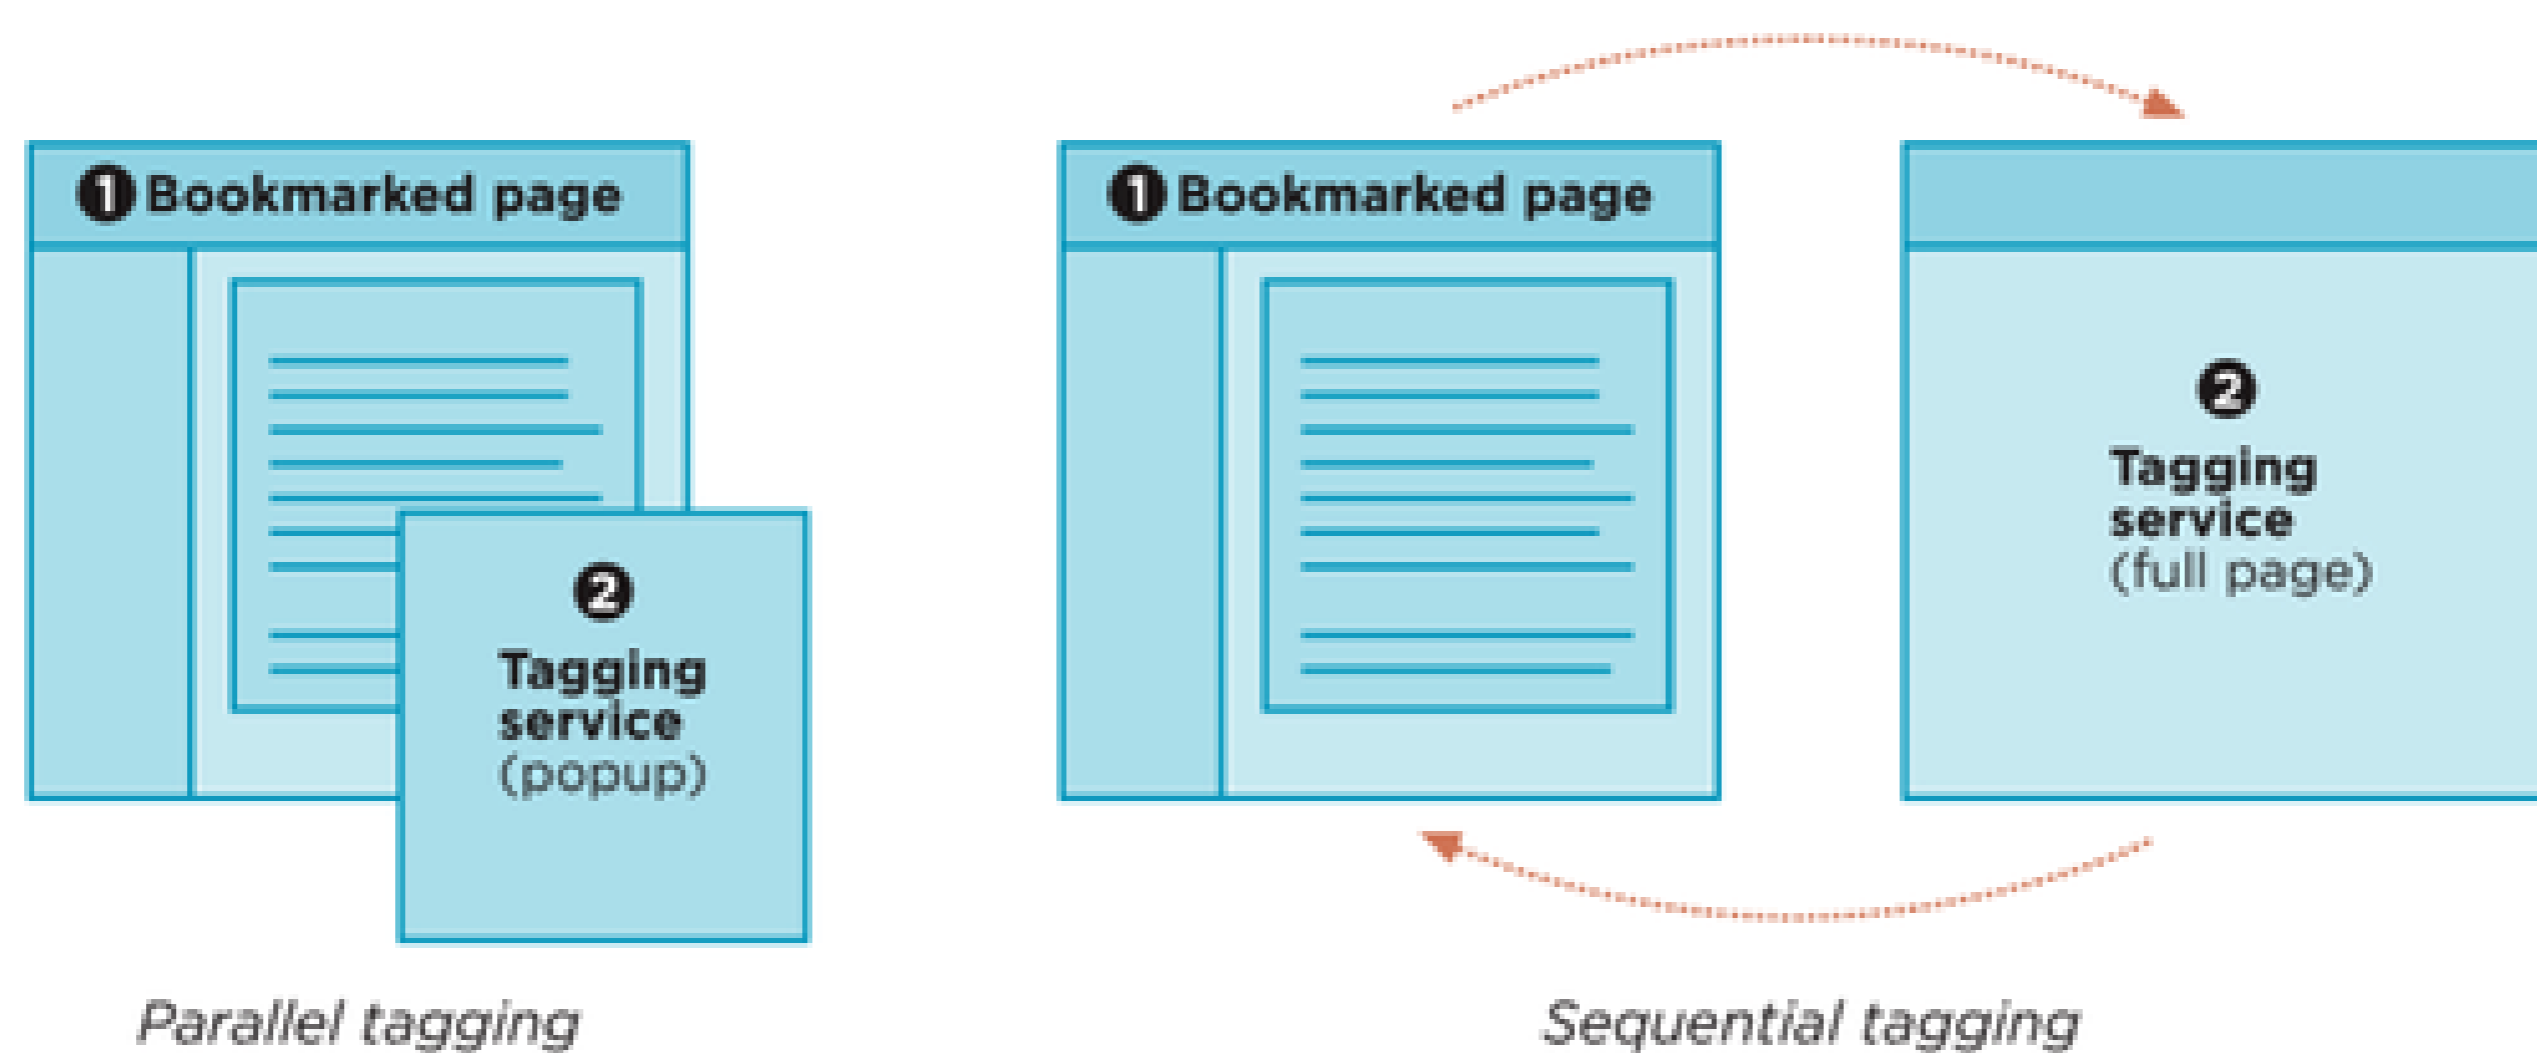 1 Bookmarked page
2
Tagging
service
(popup)
Parallel tagging
1 Bookmarked page
2
Tagging
service
(full page)
Sequential tagging